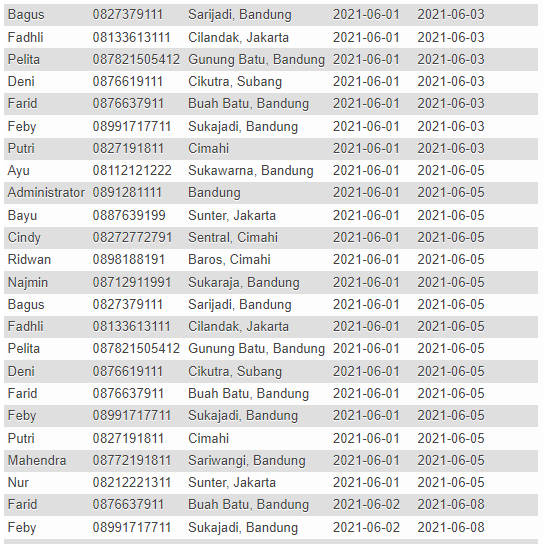 Bagus 0827379111 Sarijadi, Bandung 2021-06-01 2021-06-03
Fadhli 08133613111 Cilandak, Jakarta 2021-06-01 2021-06-03
Pelita 087821505412 Gunung Batu, Bandung 2021-06-01 2021-06-03
Deni 0876619111 Cikutra, Subang 2021-06-01 2021-06-03
Farid 0876637911 Buah Batu, Bandung 2021-06-01 2021-06-03
Feby 08991717711 Sukajadi, Bandung 2021-06-01 2021-06-03
Putri 0827191811 Cimahi 2021-06-01 2021-06-03
Ayu 08112121222 Sukawarna, Bandung 2021-06-01 2021-06-05
Administrator 0891281111 Bandung 2021-06-01 2021-06-05
Bayu 0887639199 Sunter, Jakarta 2021-06-01 2021-06-05
Cindy 08272772791 Sentral, Cimahi 2021-06-01 2021-06-05
Ridwan 0898188191 Baros, Cimahi 2021-06-01 2021-06-05
Najmin 08712911991 Sukaraja, Bandung 2021-06-01 2021-06-05
Bagus 0827379111 Sarijadi, Bandung 2021-06-01 2021-06-05
Fadhli 08133613111 Cilandak, Jakarta 2021-06-01 2021-06-05
Pelita 087821505412 Gunung Batu, Bandung 2021-06-01 2021-06-05
Deni 0876619111 Cikutra, Subang 2021-06-01 2021-06-05
Farid 0876637911 Buah Batu, Bandung 2021-06-01 2021-06-05
Feby 08991717711 Sukajadi, Bandung 2021-06-01 2021-06-05
Putri 0827191811 Cimahi 2021-06-01 2021-06-05
Mahendra 08772191811 Sariwangi, Bandung 2021-06-01 2021-06-05
Nur 08212221311 Sunter, Jakarta 2021-06-01 2021-06-05
Farid 0876637911 Buah Batu, Bandung 2021-06-02 2021-06-08
Feby 08991717711 Sukajadi, Bandung 2021-06-02 2021-06-08